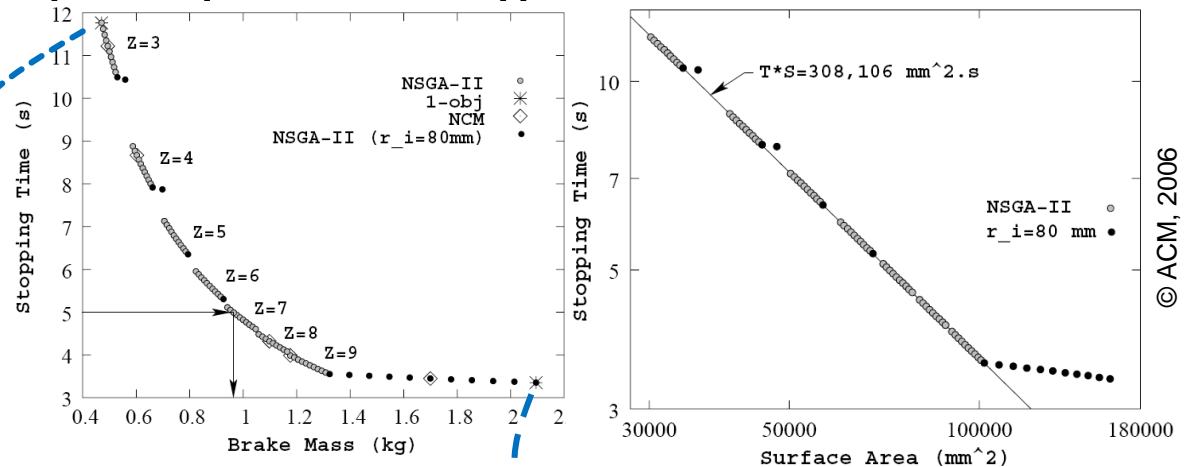 12
11
10
9
8
7
6
5
4
3
Stopping Time (s)
0.4 0.6 0.8 1 1.2 1.4 1.6 1.8 2 2
Brake Mass (kg)
Z=3
Z=4
Z=5
Z=6
Z=7
Z=8
Z=9
NSGA-II
1-obj
NCM
NSGA-II (r_i=80mm)
10
7
5
3
Stopping Time (s)
30000 50000 100000 180000
Surface Area (mm^2)
T*S=308,106 mm^2.s
NSGA-II
r_i=80 mm
© ACM, 2006